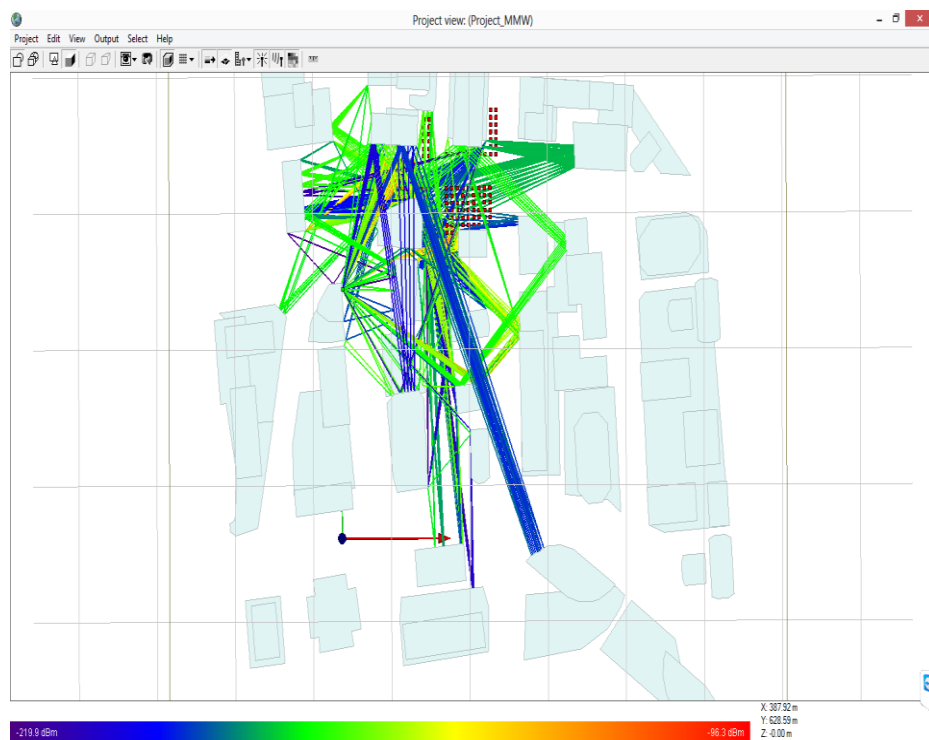 Project view: (Project_MMW)
Project Edit View Output Select Help
X: 387.92 m
Y: 628.59 m
Z: -0.00 m
-219.9 dBm
-96.3 dBm